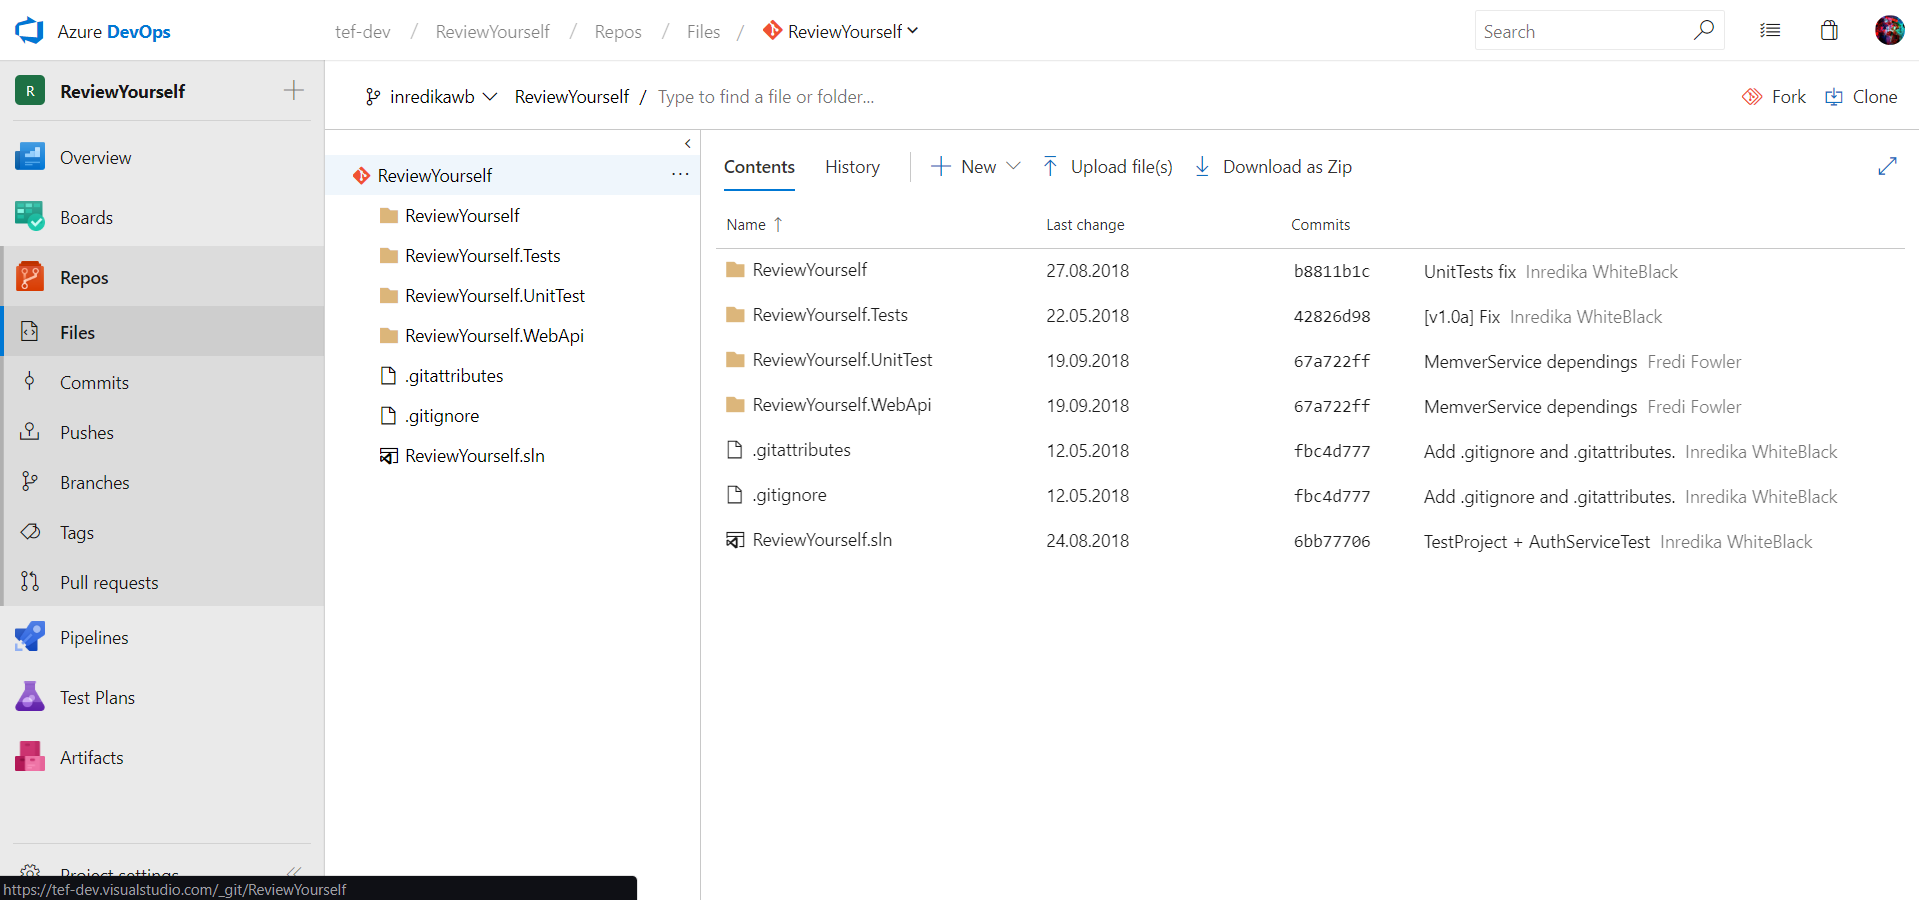 Azure DevOps
tef-dev / ReviewYourself / Repos / Files / ReviewYourself
Search
R ReviewYourself
inredikawb ReviewYourself / Type to find a file or folder...
Fork Clone
Overview
Boards
Repos
Files
Commits
Pushes
Branches
Tags
Pull requests
Pipelines
Test Plans
Artifacts
Project settings
https://tef-dev.visualstudio.com/_git/ReviewYourself
ReviewYourself ...
ReviewYourself
ReviewYourself.Tests
ReviewYourself.UnitTest
ReviewYourself.WebApi
.gitattributes
.gitignore
ReviewYourself.sln
Contents History New Upload file(s) Download as Zip
Name Last change Commits
ReviewYourself 27.08.2018 b8811b1c UnitTests fix Inredika WhiteBlack
ReviewYourself.Tests 22.05.2018 42826d98 [v1.0a] Fix Inredika WhiteBlack
ReviewYourself.UnitTest 19.09.2018 67a722ff MemverService dependings Fredi Fowler
ReviewYourself.WebApi 19.09.2018 67a722ff MemverService dependings Fredi Fowler
.gitattributes 12.05.2018 fbc4d777 Add .gitignore and .gitattributes. Inredika WhiteBlack
.gitignore 12.05.2018 fbc4d777 Add .gitignore and .gitattributes. Inredika WhiteBlack
ReviewYourself.sln 24.08.2018 6bb77706 TestProject + AuthServiceTest Inredika WhiteBlack